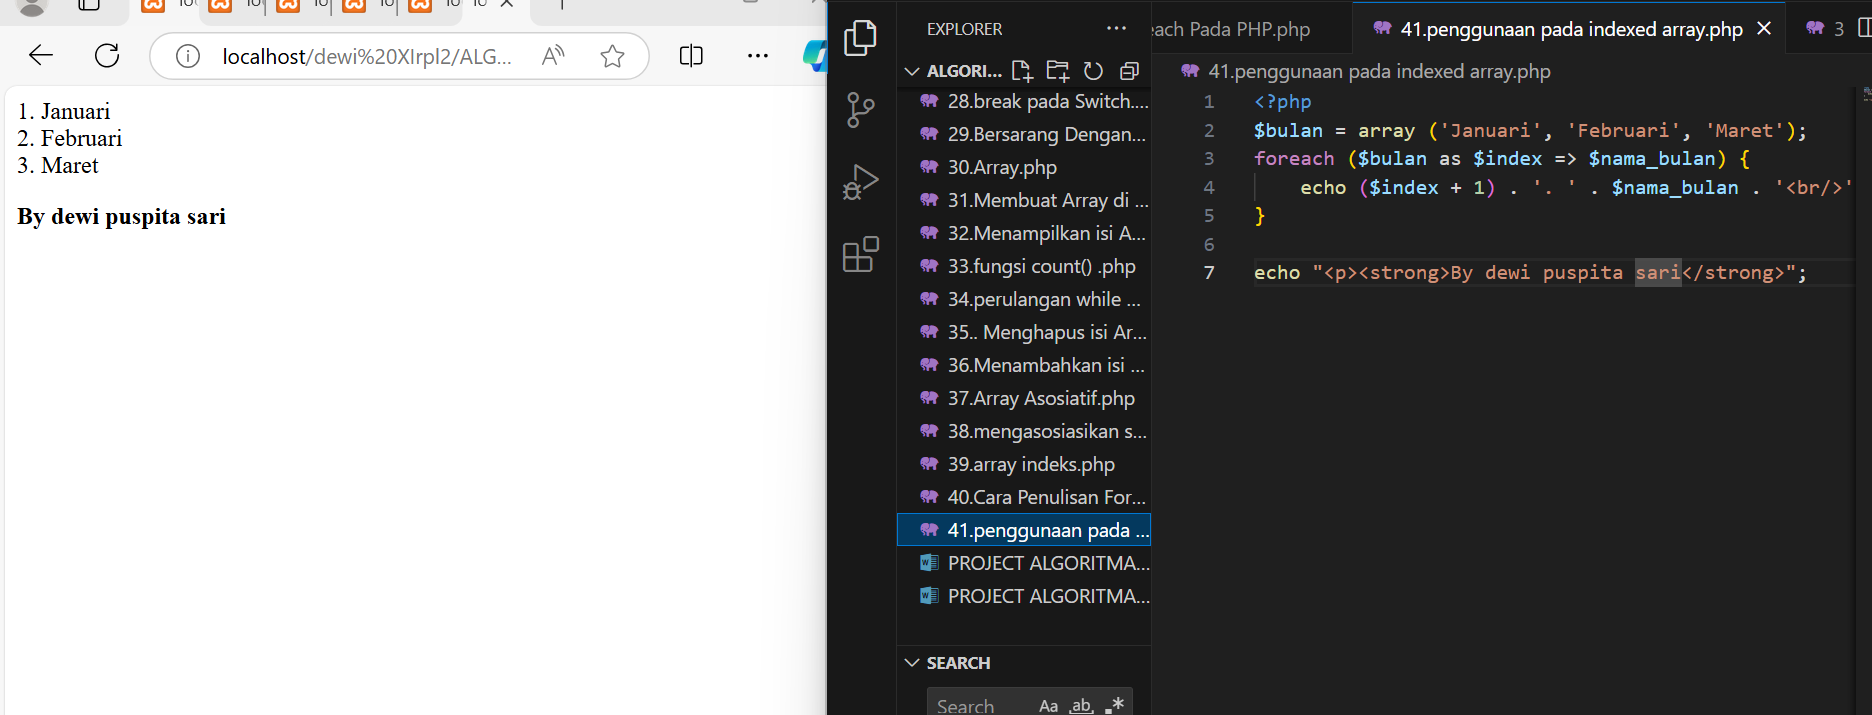 localhost/dewi%20XIrpl2/ALG...
1. Januari
2. Februari
3. Maret
By dewi puspita sari
EXPLORER
ALGORI...
28.break pada Switch....
29.Bersarang Dengan...
30.Array.php
31.Membuat Array di ...
32.Menampilkan isi A...
33.fungsi count() .php
34.perulangan while ...
35.. Menghapus isi Ar...
36.Menambahkan isi ...
37.Array Asosiatif.php
38.mengasosiasikan s...
39.array indeks.php
40.Cara Penulisan For...
41.penggunaan pada ...
PROJECT ALGORITMA...
PROJECT ALGORITMA...
SEARCH
Search Aa ab .*
each Pada PHP.php 41.penggunaan pada indexed array.php 3
41.penggunaan pada indexed array.php
1 <?php
2 $bulan = array ('Januari', 'Februari', 'Maret');
3 foreach ($bulan as $index => $nama_bulan) {
4 echo ($index + 1) . '. ' . $nama_bulan . '<br/>'
5 }
6
7 echo "<p><strong>By dewi puspita sari</strong>";